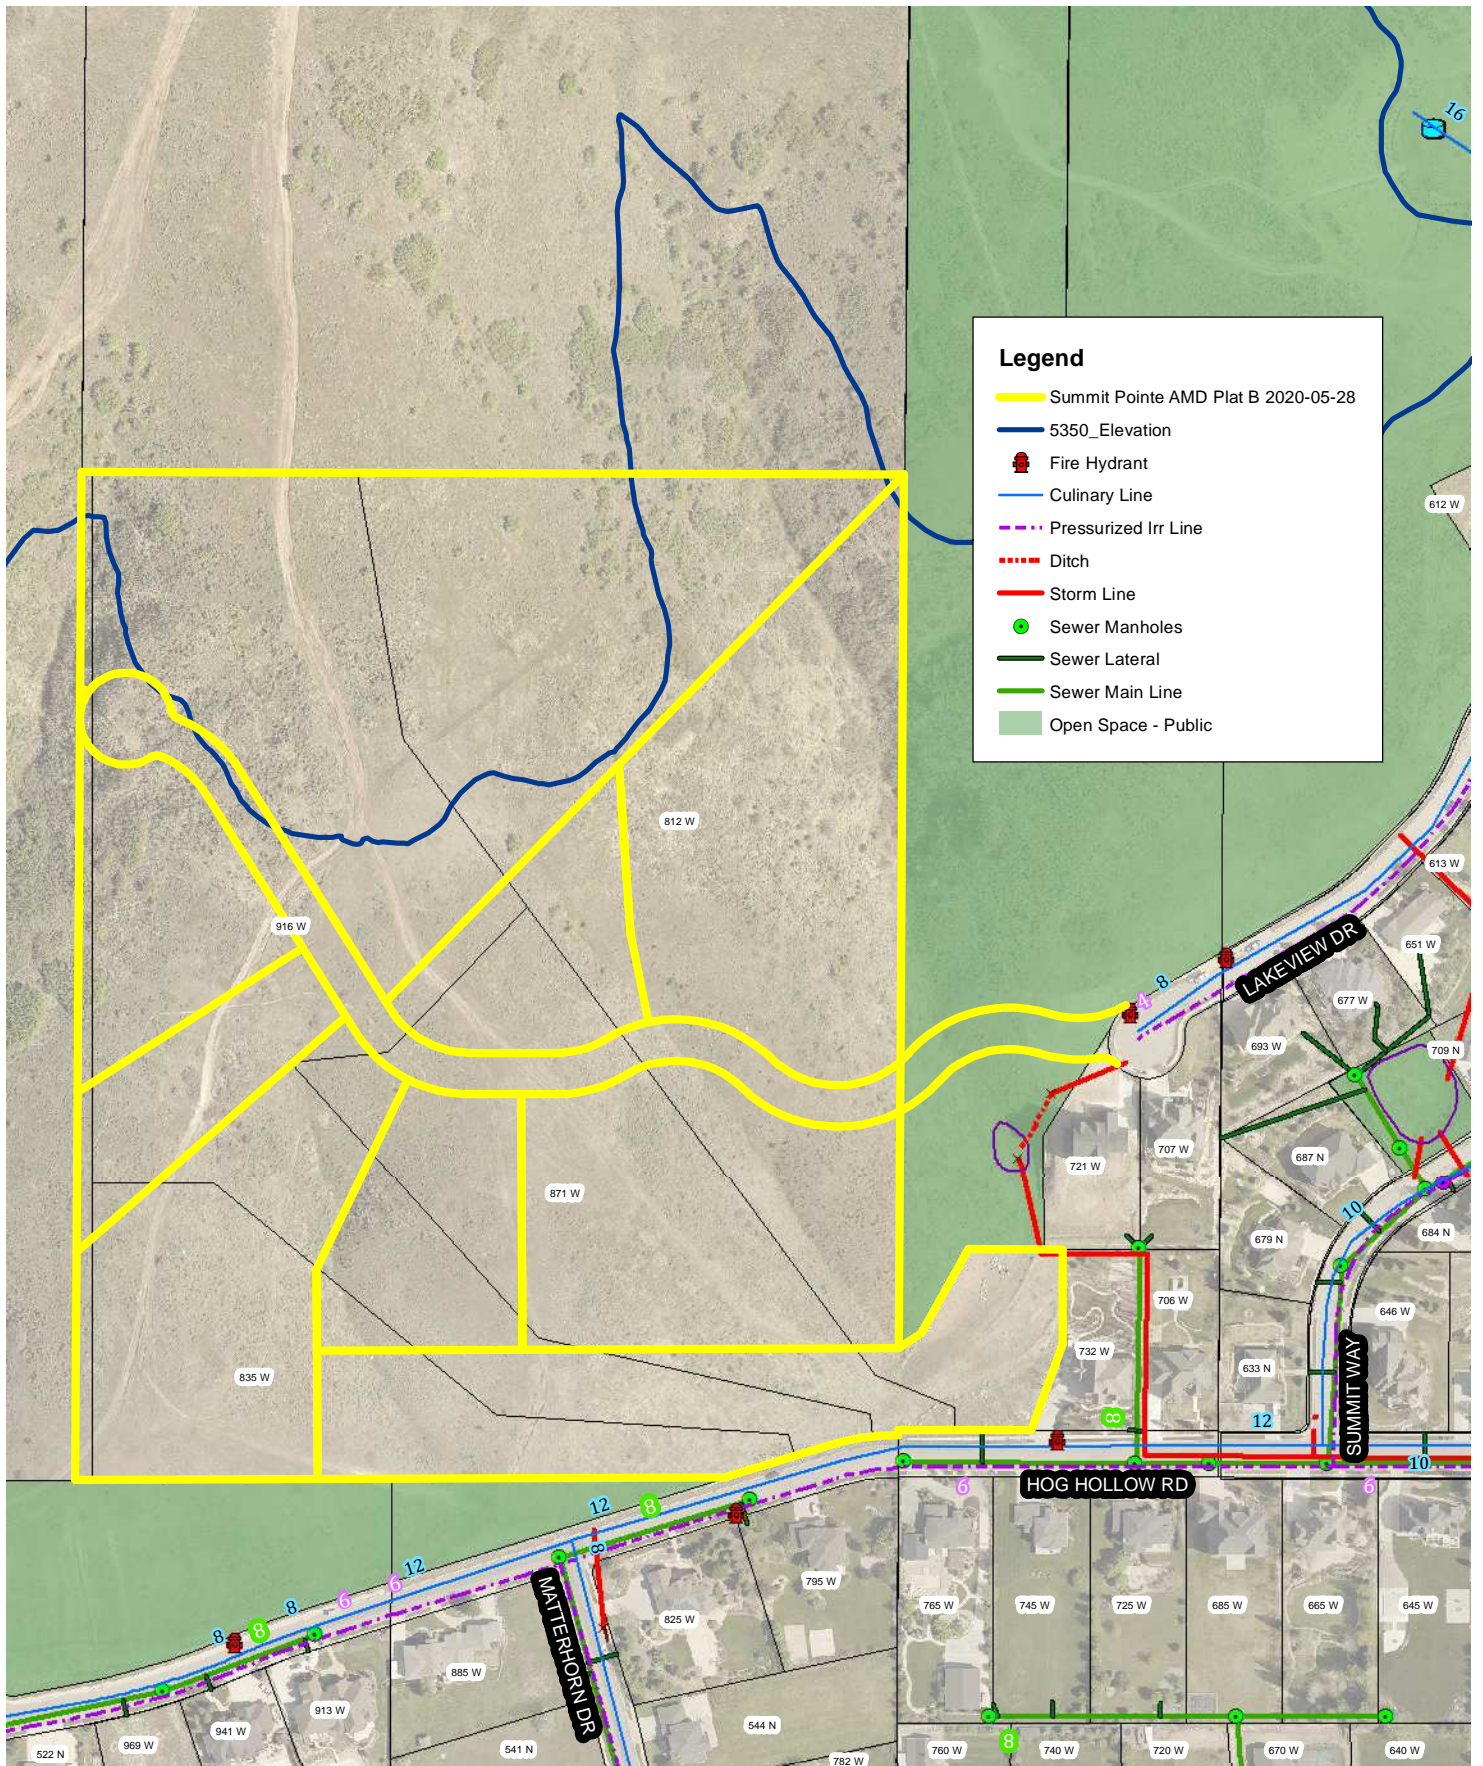 16
Legend
Summit Pointe AMD Plat B 2020-05-28
5350_Elevation
Fire Hydrant
Culinary Line
Pressurized Irr Line
Ditch
Storm Line
Sewer Manholes
Sewer Lateral
Sewer Main Line
Open Space - Public
612 W
812 W
613 W
916 W
651 W
LAKEVIEW DR
8
4
677 W
693 W
709 N
707 W
721 W
687 N
871 W
10
684 N
679 N
706 W
646 W
732 W
633 N
835 W
SUMMIT WAY
8
12
10
HOG HOLLOW RD
6
6
12
8
8
12
6
6
8
8
8
MATTERHORN DR
795 W
825 W
765 W
745 W
725 W
685 W
665 W
645 W
885 W
913 W
941 W
969 W
522 N
541 N
544 N
782 W
760 W
8
740 W
720 W
670 W
640 W